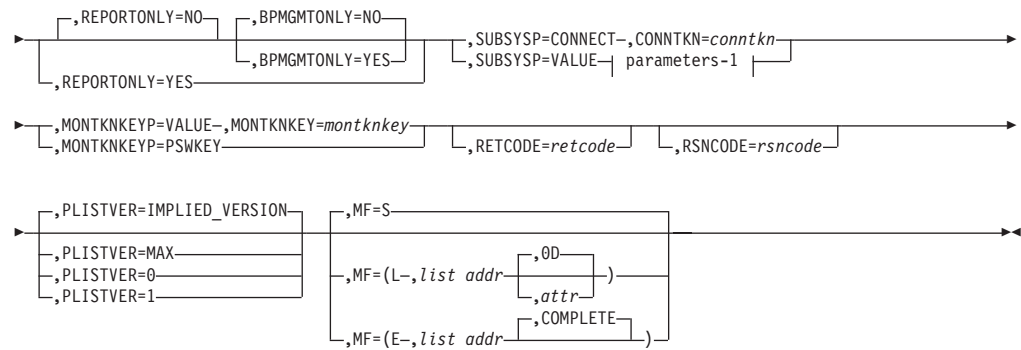 ,REPORTONLY=NO ,BPMGMTONLY=NO
,SUBSYSP=CONNECT ,CONNTKN=conntkn
,BPMGMTONLY=YES ,SUBSYSP=VALUE parameters-1
,REPORTONLY=YES
,MONTKNKEYP=VALUE ,MONTKNKEY=montknkey
,MONTKNKEYP=PSWKEY ,RETCODE=retcode ,RSNCODE=rsncode
,PLISTVER=IMPLIED_VERSION ,MF=S
,PLISTVER=MAX ,0D
,PLISTVER=0 ,MF=(L ,list addr )
,PLISTVER=1 ,attr
,COMPLETE
,MF=(E ,list addr )